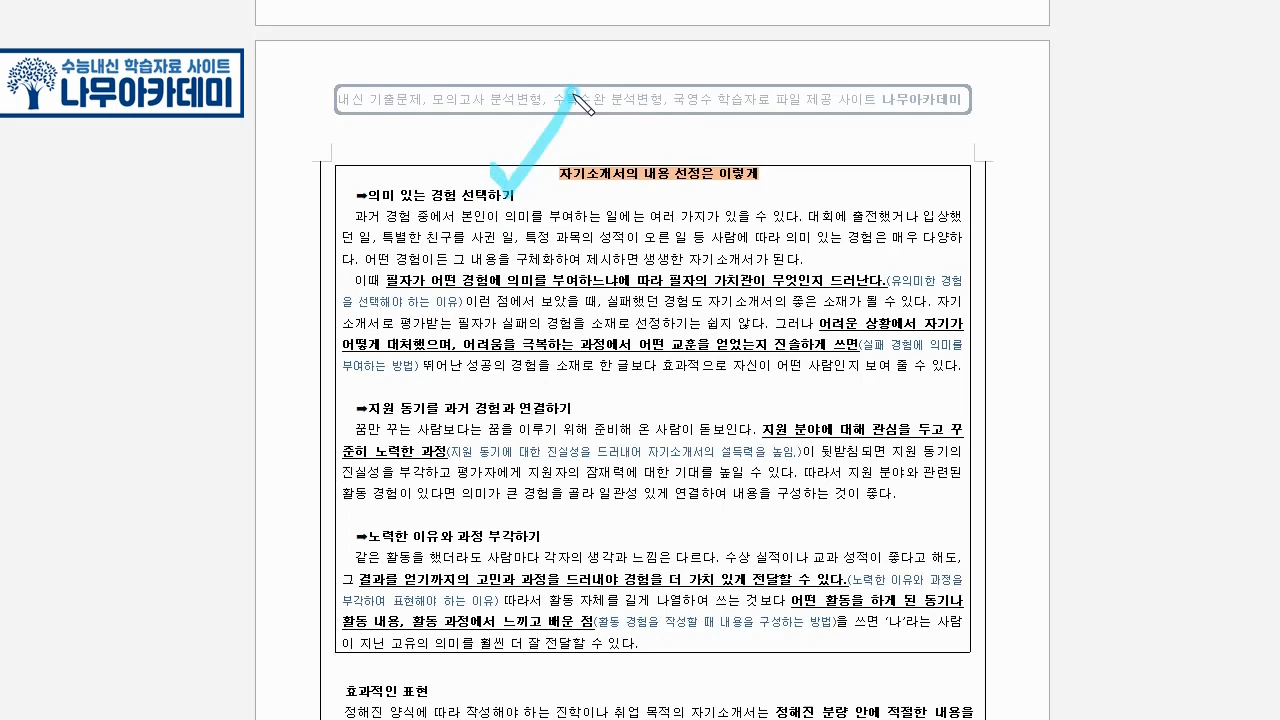 수능내신 학습자료 사이트
나무아카데미
내신 기출문제, 모의고사 분석변형, 수능수완 분석변형, 국영수 학습자료 파일 제공 사이트 나무아카데미
자기소개서의 내용 선정은 이렇게
➡의미 있는 경험 선택하기
과거 경험 중에서 본인이 의미를 부여하는 일에는 여러 가지가 있을 수 있다. 대회에 출전했거나 입상했
던 일, 특별한 친구를 사귄 일, 특정 과목의 성적이 오른 일 등 사람에 따라 의미 있는 경험은 매우 다양하
다. 어떤 경험이든 그 내용을 구체화하여 제시하면 생생한 자기소개서가 된다.
이때 필자가 어떤 경험에 의미를 부여하느냐에 따라 필자의 가치관이 무엇인지 드러난다.(유의미한 경험
을 선택해야 하는 이유) 이런 점에서 보았을 때, 실패했던 경험도 자기소개서의 좋은 소재가 될 수 있다. 자기
소개서로 평가받는 필자가 실패의 경험을 소재로 선정하기는 쉽지 않다. 그러나 어려운 상황에서 자기가
어떻게 대처했으며, 어려움을 극복하는 과정에서 어떤 교훈을 얻었는지 진솔하게 쓰면(실패 경험에 의미를
부여하는 방법) 뛰어난 성공의 경험을 소재로 한 글보다 효과적으로 자신이 어떤 사람인지 보여 줄 수 있다.
➡지원 동기를 과거 경험과 연결하기
꿈만 꾸는 사람보다는 꿈을 이루기 위해 준비해 온 사람이 돋보인다. 지원 분야에 대해 관심을 두고 꾸
준히 노력한 과정(지원 동기에 대한 진실성을 드러내어 자기소개서의 설득력을 높임.)이 뒷받침되면 지원 동기의
진실성을 부각하고 평가자에게 지원자의 잠재력에 대한 기대를 높일 수 있다. 따라서 지원 분야와 관련된
활동 경험이 있다면 의미가 큰 경험을 골라 일관성 있게 연결하여 내용을 구성하는 것이 좋다.
➡노력한 이유와 과정 부각하기
같은 활동을 했더라도 사람마다 각자의 생각과 느낌은 다르다. 수상 실적이나 교과 성적이 좋다고 해도,
그 결과를 얻기까지의 고민과 과정을 드러내야 경험을 더 가치 있게 전달할 수 있다.(노력한 이유와 과정을
부각하여 표현해야 하는 이유) 따라서 활동 자체를 길게 나열하여 쓰는 것보다 어떤 활동을 하게 된 동기나
활동 내용, 활동 과정에서 느끼고 배운 점(활동 경험을 작성할 때 내용을 구성하는 방법)을 쓰면 ‘나’라는 사람
이 지닌 고유의 의미를 훨씬 더 잘 전달할 수 있다.
효과적인 표현
정해진 양식에 따라 작성해야 하는 진학이나 취업 목적의 자기소개서는 정해진 분량 안에 적절한 내용을